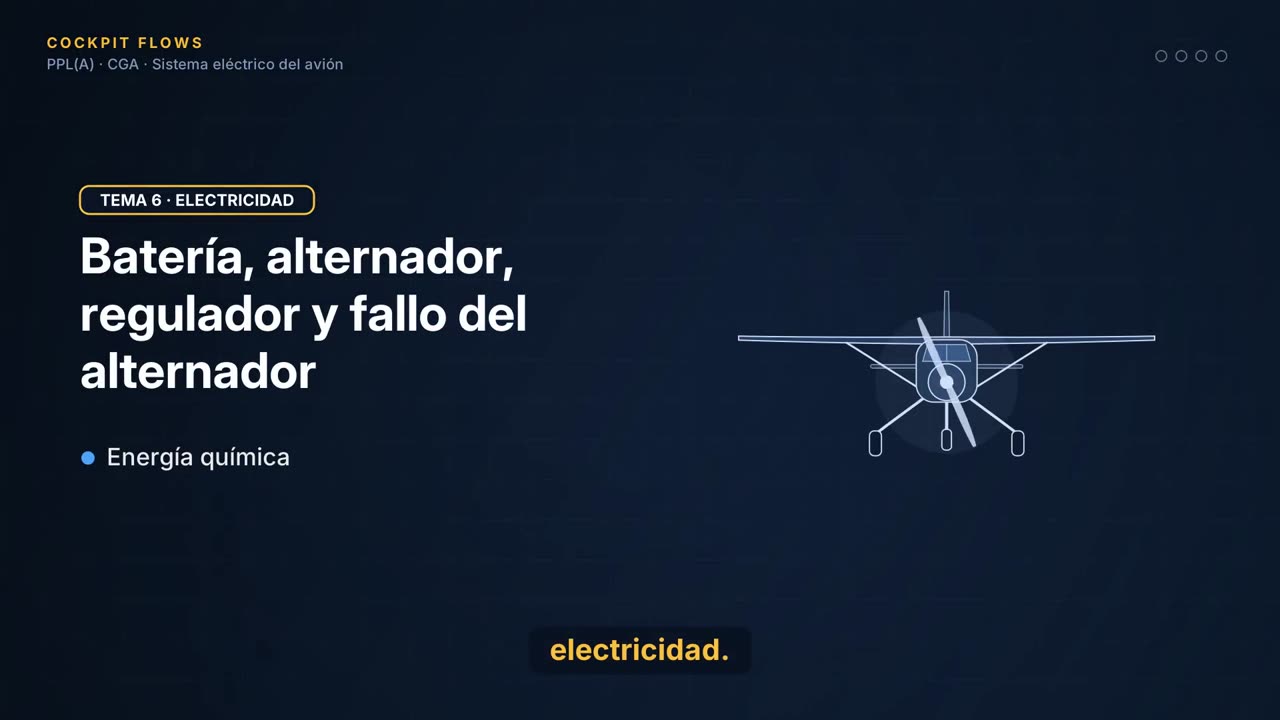 COCKPIT FLOWS
PPL(A) · CGA · Sistema eléctrico del avión
TEMA 6 · ELECTRICIDAD
Batería, alternador,
regulador y fallo del
alternador
Energía química
electricidad.